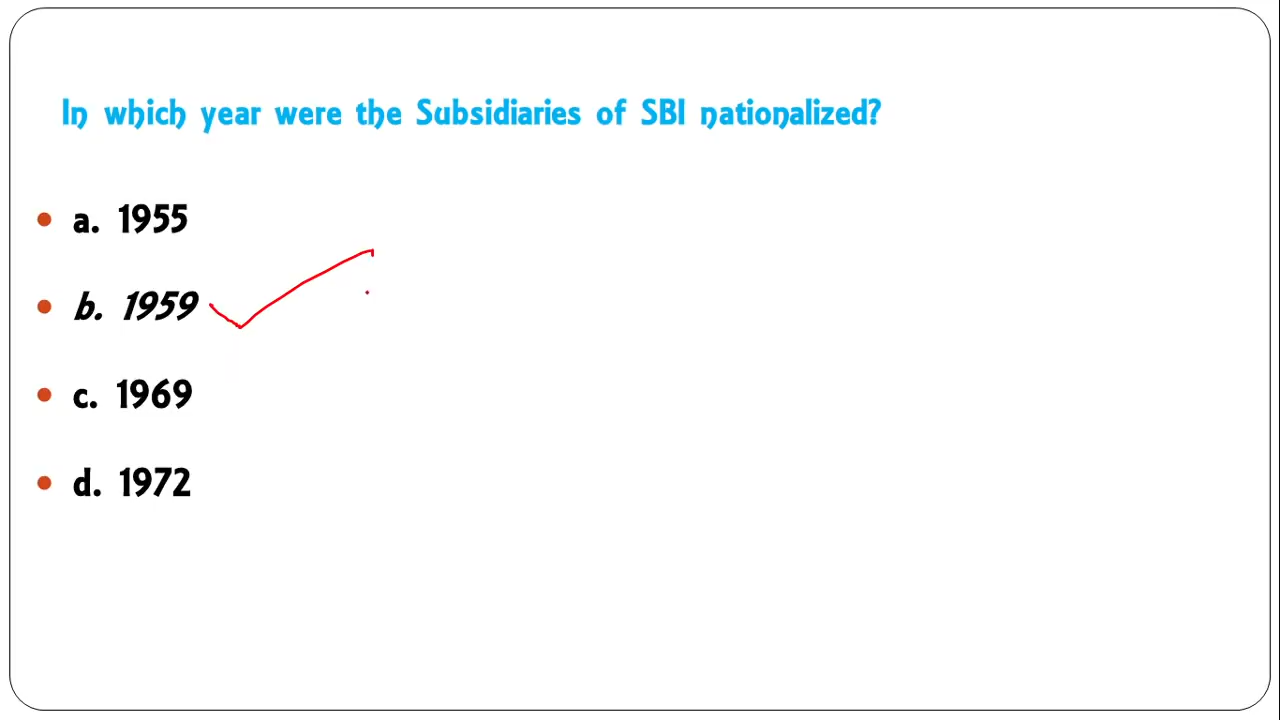 In which year were the Subsidiaries of SBI nationalized?
a. 1955
b. 1959
c. 1969
d. 1972